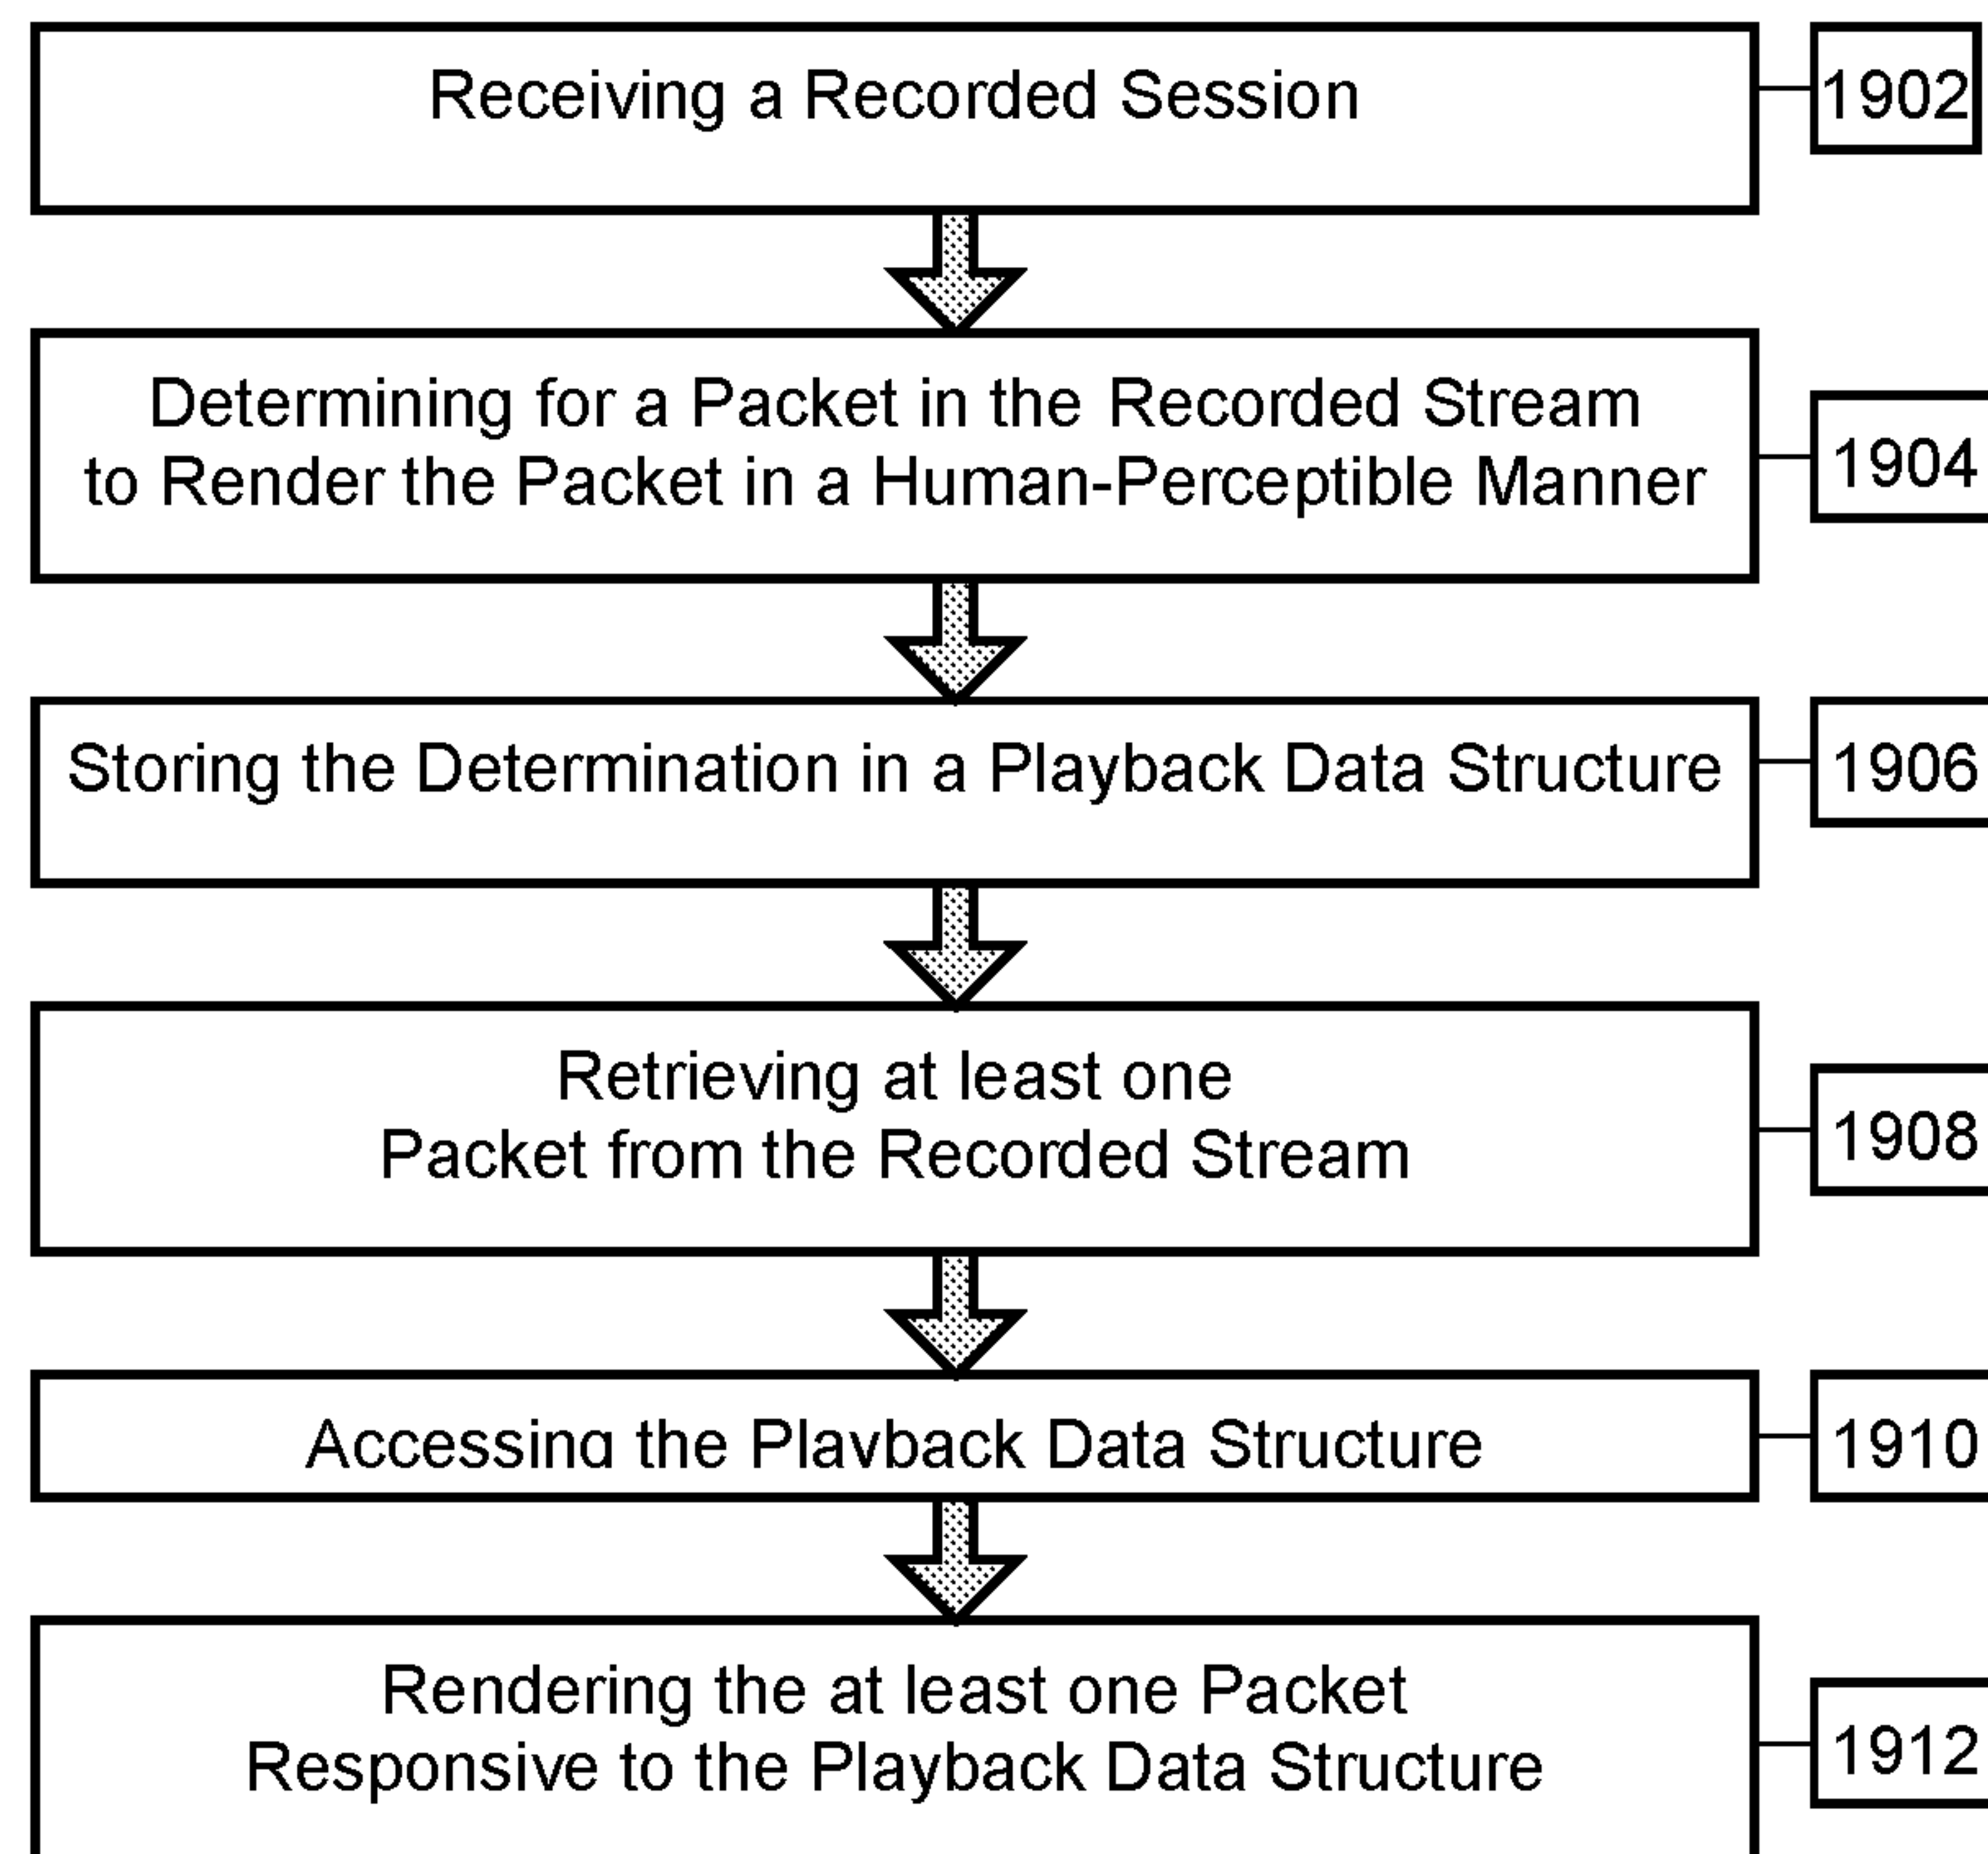 Receiving a Recorded Session
1902
Determining for a Packet in the Recorded Stream
to Render the Packet in a Human-Perceptible Manner
1904
Storing the Determination in a Playback Data Structure
1906
Retrieving at least one
Packet from the Recorded Stream
1908
Accessing the Playback Data Structure
1910
Rendering the at least one Packet
Responsive to the Playback Data Structure
1912